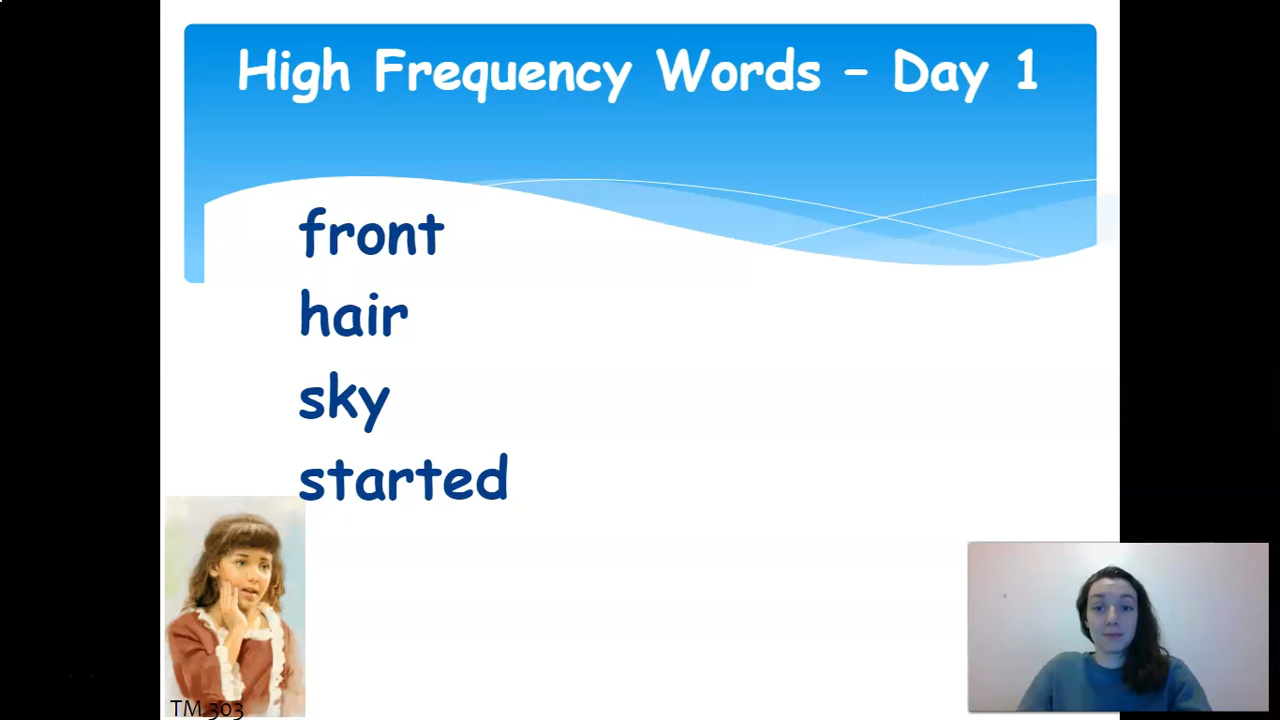 High Frequency Words – Day 1
front
hair
sky
started
TM 303